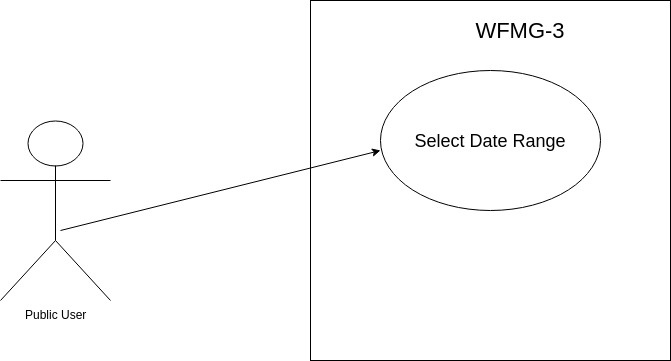 WFMG-3
Select Date Range
Public User